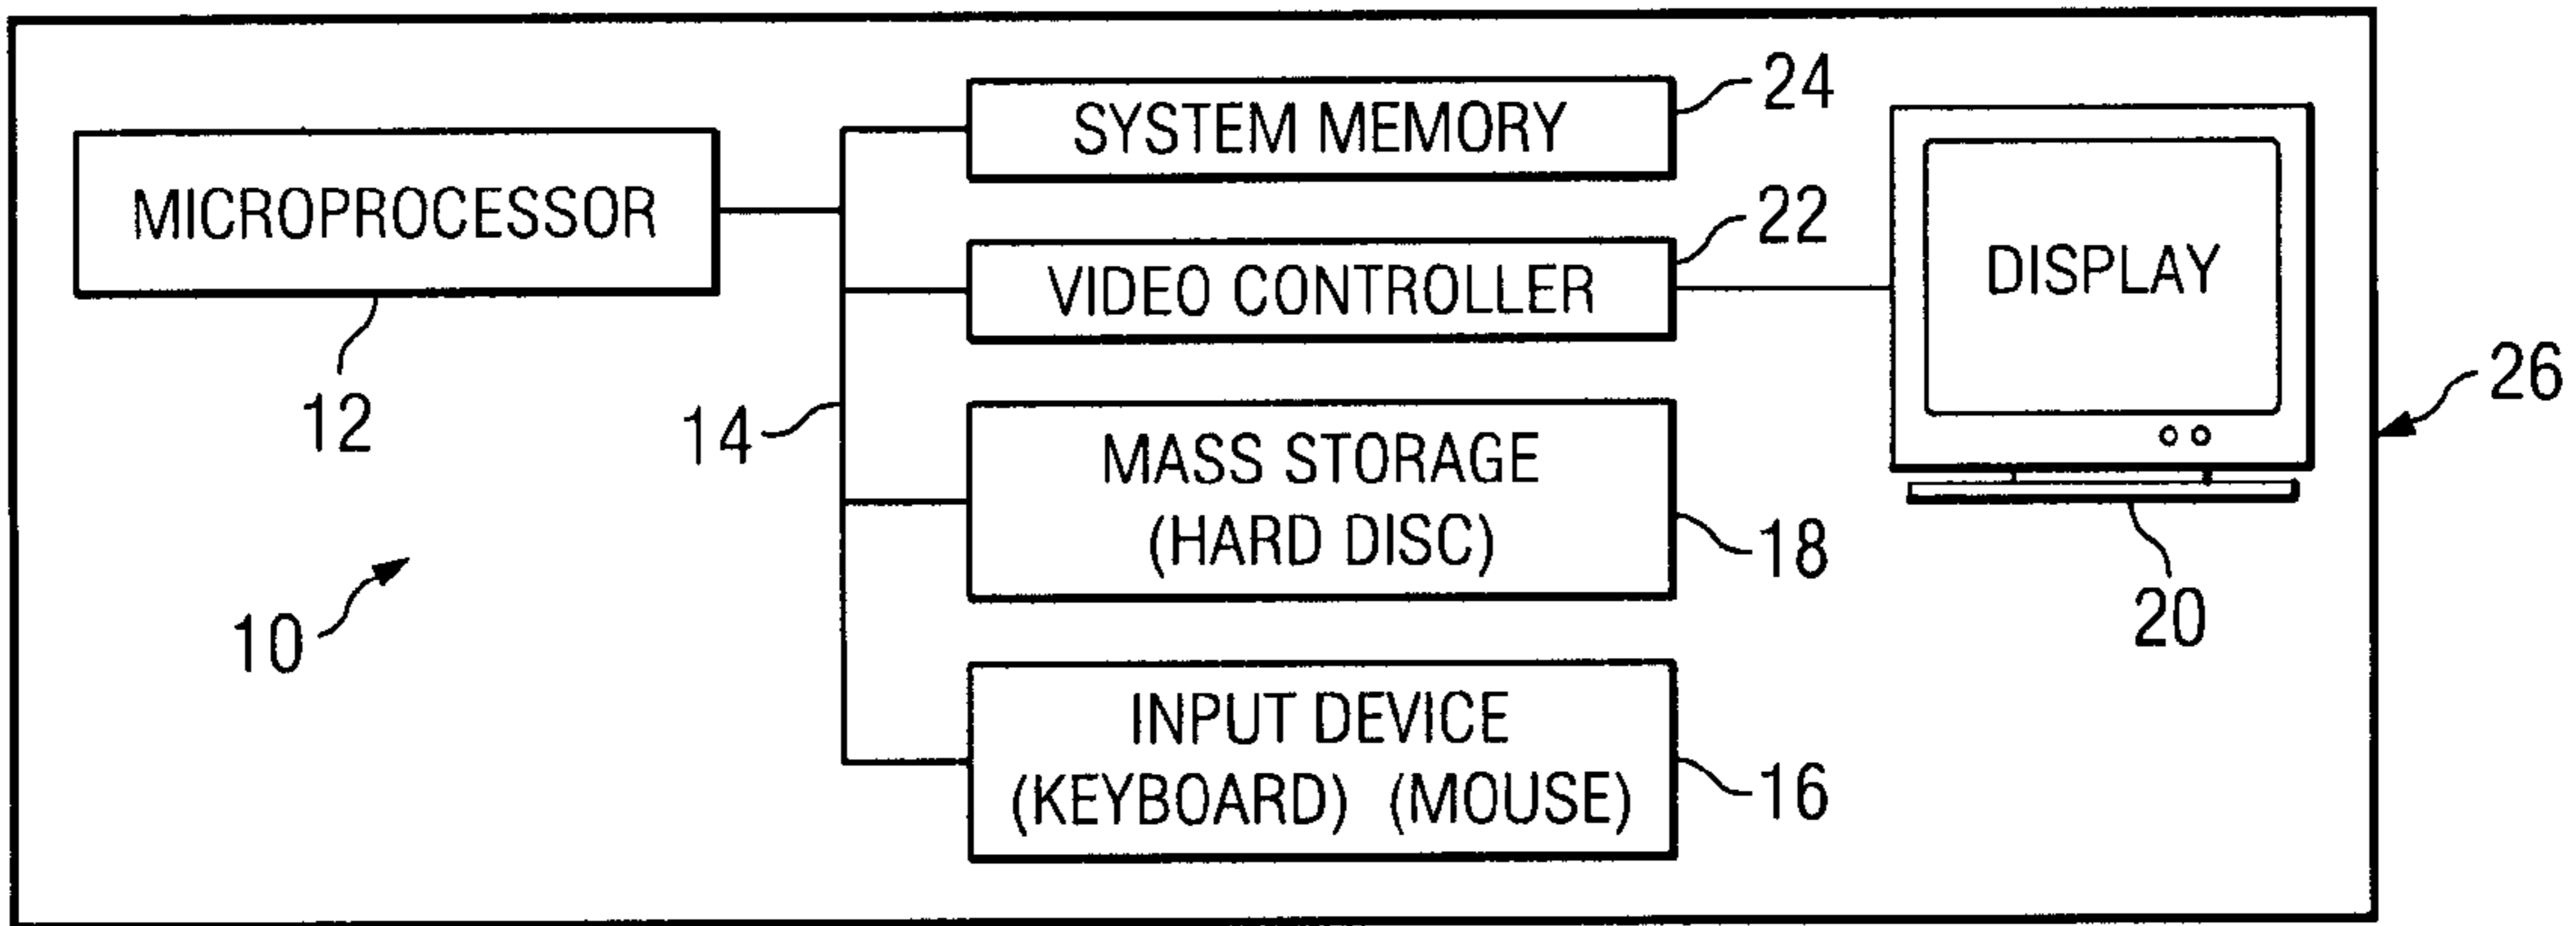 SYSTEM MEMORY
24
MICROPROCESSOR
12
VIDEO CONTROLLER
22
DISPLAY
26
14
MASS STORAGE
(HARD DISC)
18
20
10
INPUT DEVICE
(KEYBOARD) (MOUSE)
16